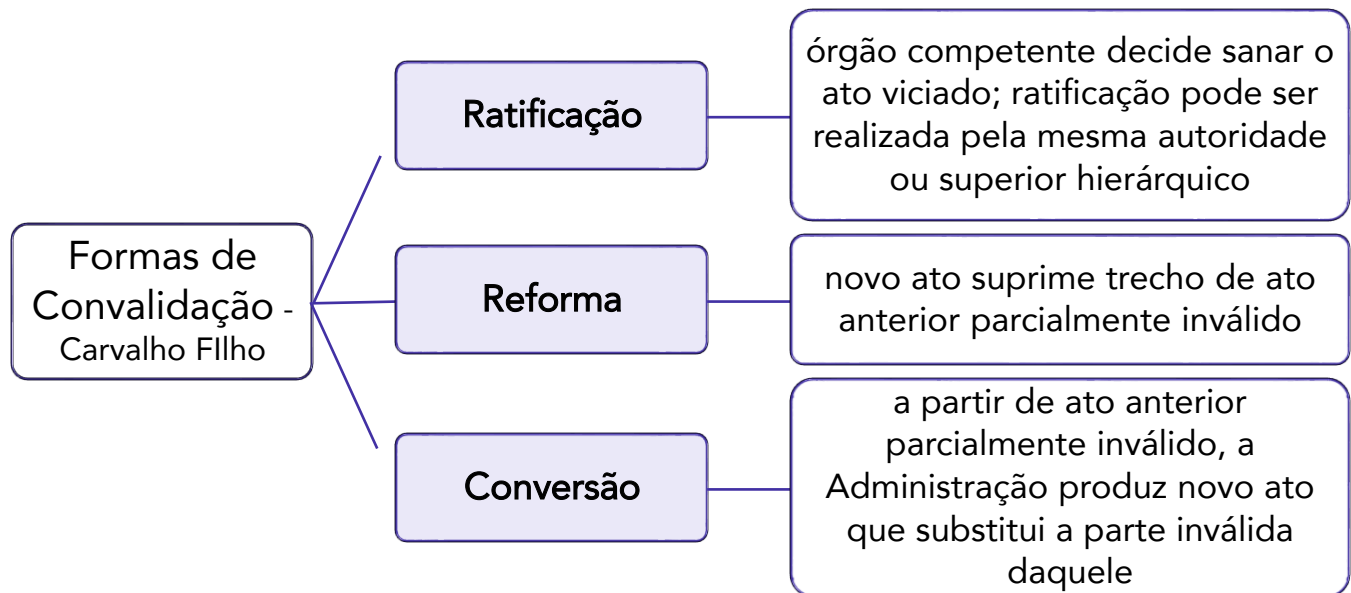 Formas de
Convalidação -
Carvalho FIlho
Ratificação
órgão competente decide sanar o
ato viciado; ratificação pode ser
realizada pela mesma autoridade
ou superior hierárquico
Reforma
novo ato suprime trecho de ato
anterior parcialmente inválido
Conversão
a partir de ato anterior
parcialmente inválido, a
Administração produz novo ato
que substitui a parte inválida
daquele